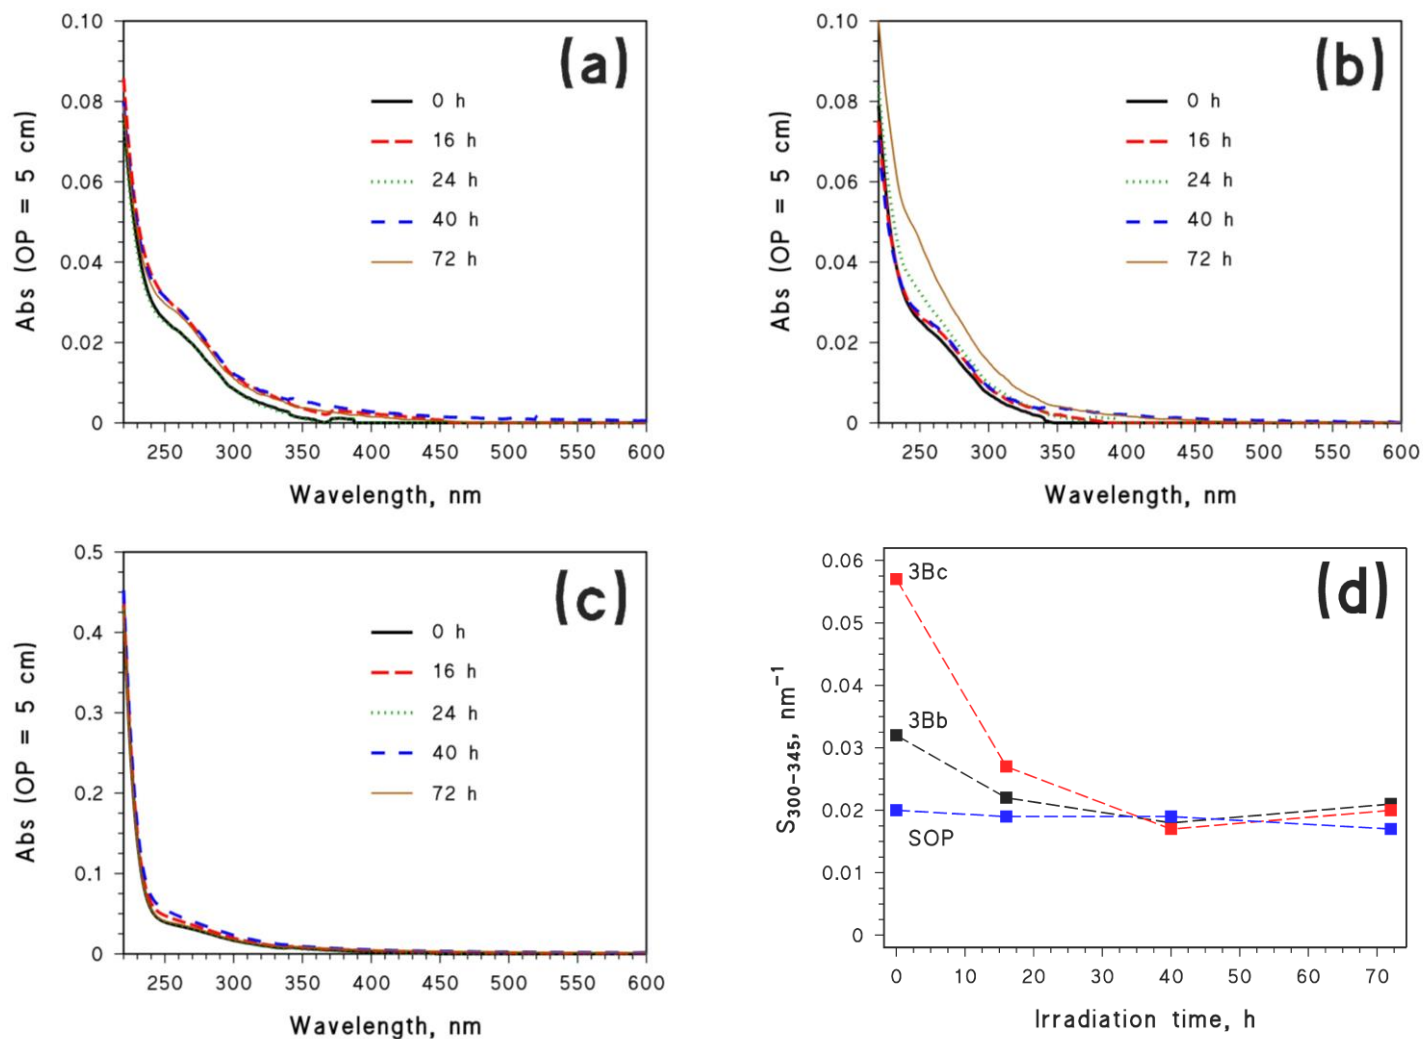 (a)
0.10
0.08
0.06
0.04
0.02
0
Abs (OP = 5 cm)
0 h
16 h
24 h
40 h
72 h
250 300 350 400 450 500 550 600
Wavelength, nm
(b)
0.10
0.08
0.06
0.04
0.02
0
Abs (OP = 5 cm)
0 h
16 h
24 h
40 h
72 h
250 300 350 400 450 500 550 600
Wavelength, nm
(c)
0.5
0.4
0.3
0.2
0.1
0
Abs (OP = 5 cm)
0 h
16 h
24 h
40 h
72 h
250 300 350 400 450 500 550 600
Wavelength, nm
(d)
0.06
0.05
0.04
0.03
0.02
0.01
0
S300-345, nm⁻¹
3Bc
3Bb
SOP
0 10 20 30 40 50 60 70
Irradiation time, h